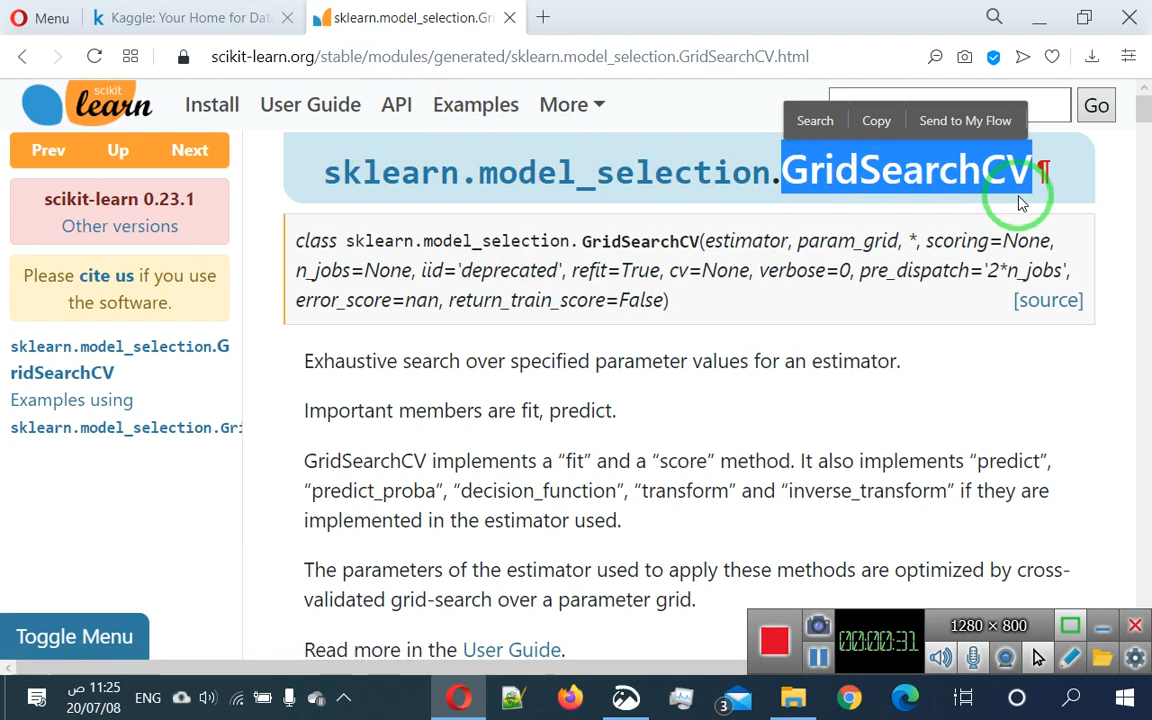 Menu
Kaggle: Your Home for Dat
sklearn.model_selection.Gri
scikit-learn.org/stable/modules/generated/sklearn.model_selection.GridSearchCV.html
scikit
learn
Install
User Guide
API
Examples
More
Go
Search
Copy
Send to My Flow
Prev
Up
Next
scikit-learn 0.23.1
Other versions
Please cite us if you use
the software.
sklearn.model_selection.G
ridSearchCV
Examples using
sklearn.model_selection.Gri
Toggle Menu
sklearn.model_selection.GridSearchCV¶
class sklearn.model_selection.GridSearchCV(estimator, param_grid, *, scoring=None,
n_jobs=None, iid='deprecated', refit=True, cv=None, verbose=0, pre_dispatch='2*n_jobs',
error_score=nan, return_train_score=False)
[source]
Exhaustive search over specified parameter values for an estimator.
Important members are fit, predict.
GridSearchCV implements a “fit” and a “score” method. It also implements “predict”,
“predict_proba”, “decision_function”, “transform” and “inverse_transform” if they are
implemented in the estimator used.
The parameters of the estimator used to apply these methods are optimized by cross-
validated grid-search over a parameter grid.
Read more in the User Guide.
00:00:31
1280 × 800
11:25 ص
20/07/08
ENG
3